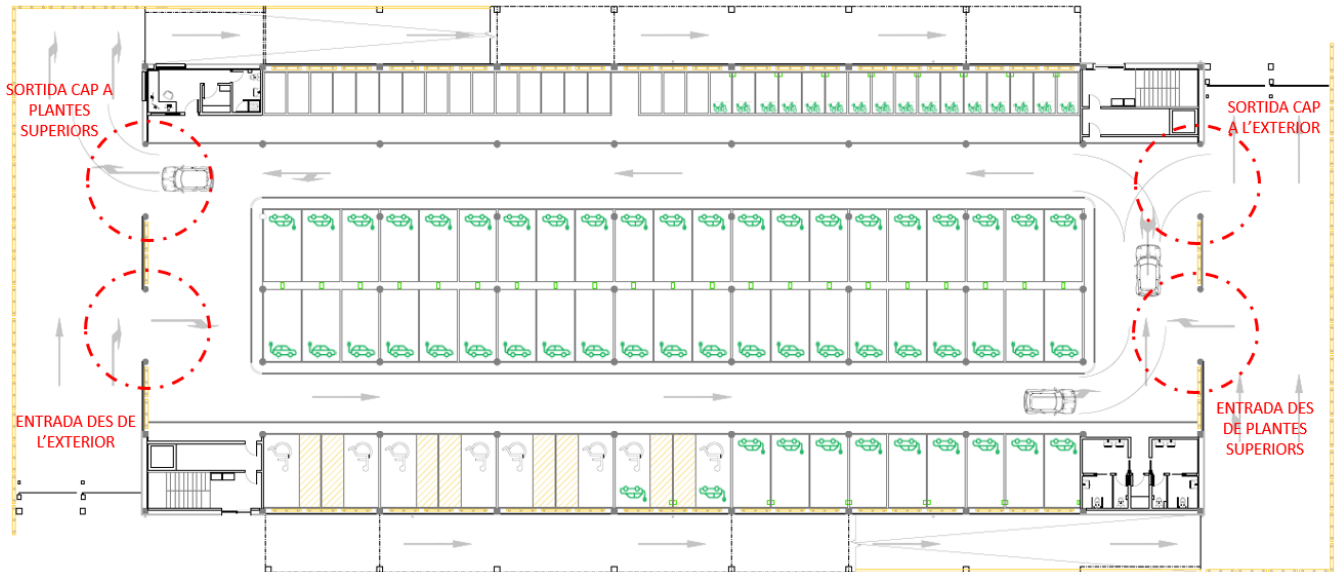 SORTIDA CAP A
PLANTES
SUPERIORS
SORTIDA CAP
A L'EXTERIOR
ENTRADA DES DE
L'EXTERIOR
ENTRADA DES
DE PLANTES
SUPERIORS